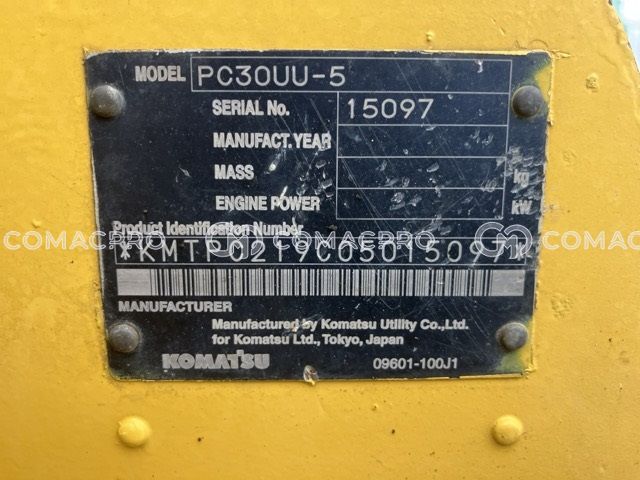 MODEL PC30UU-5
SERIAL No. 15097
MANUFACT. YEAR
MASS kg
ENGINE POWER kW
Product Identification Number
*KMTP0219C05015097*
COMACPRO COMACPRO COMACPRO
MANUFACTURER
Manufactured by Komatsu Utility Co.,Ltd.
for Komatsu Ltd., Tokyo, Japan
KOMATSU 09601-100J1